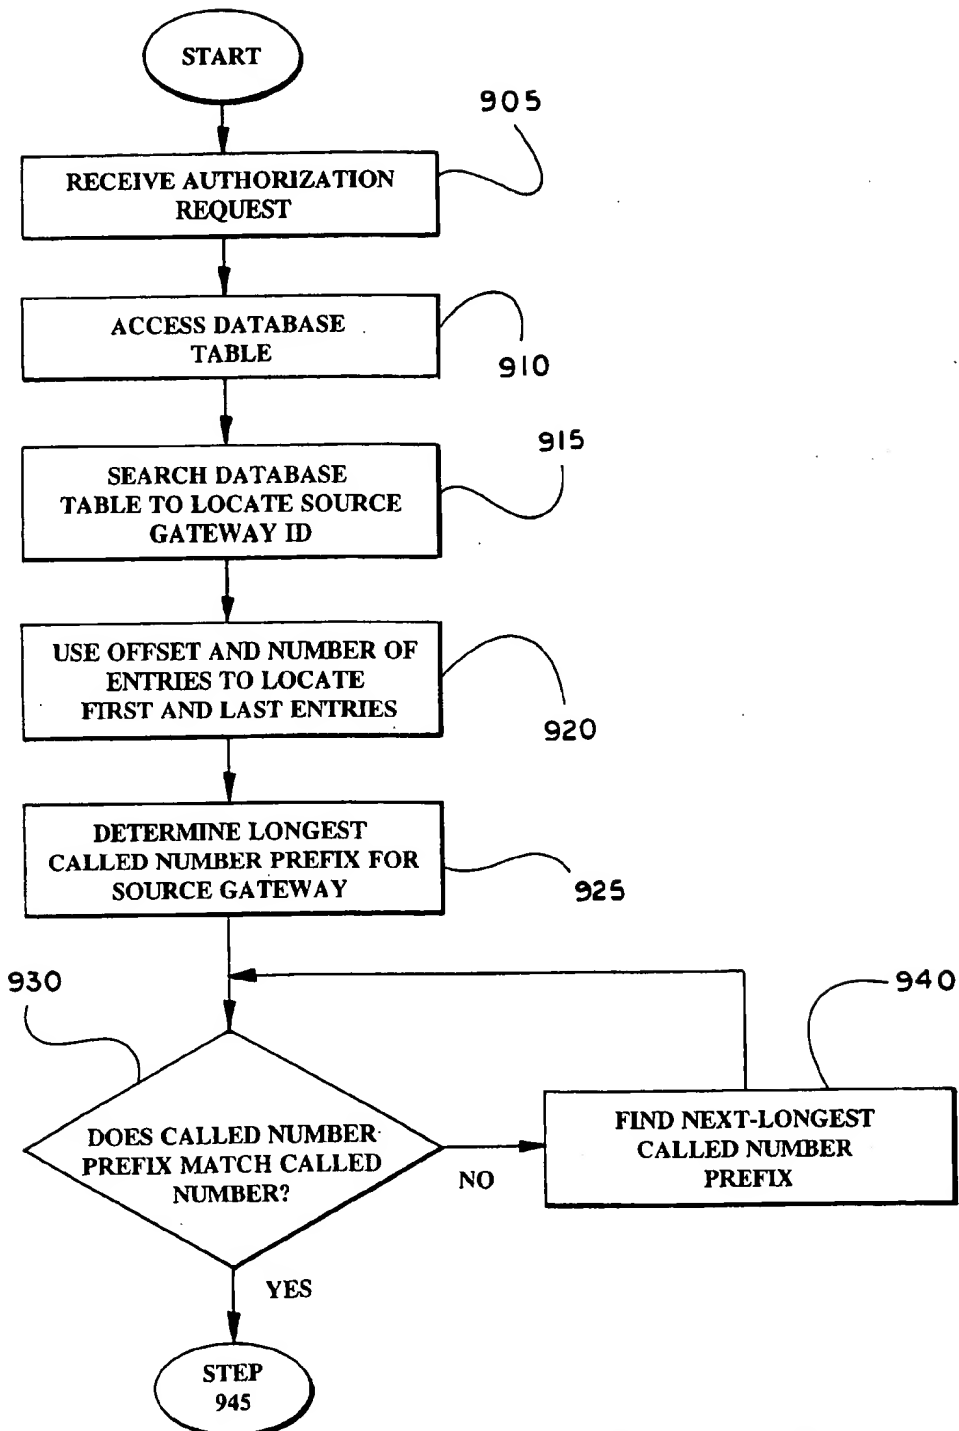 START
905
RECEIVE AUTHORIZATION
REQUEST
ACCESS DATABASE
TABLE
910
915
SEARCH DATABASE
TABLE TO LOCATE SOURCE
GATEWAY ID
USE OFFSET AND NUMBER OF
ENTRIES TO LOCATE
FIRST AND LAST ENTRIES
920
DETERMINE LONGEST
CALLED NUMBER PREFIX FOR
SOURCE GATEWAY
925
930
940
DOES CALLED NUMBER
PREFIX MATCH CALLED
NUMBER?
NO
FIND NEXT-LONGEST
CALLED NUMBER
PREFIX
YES
STEP
945